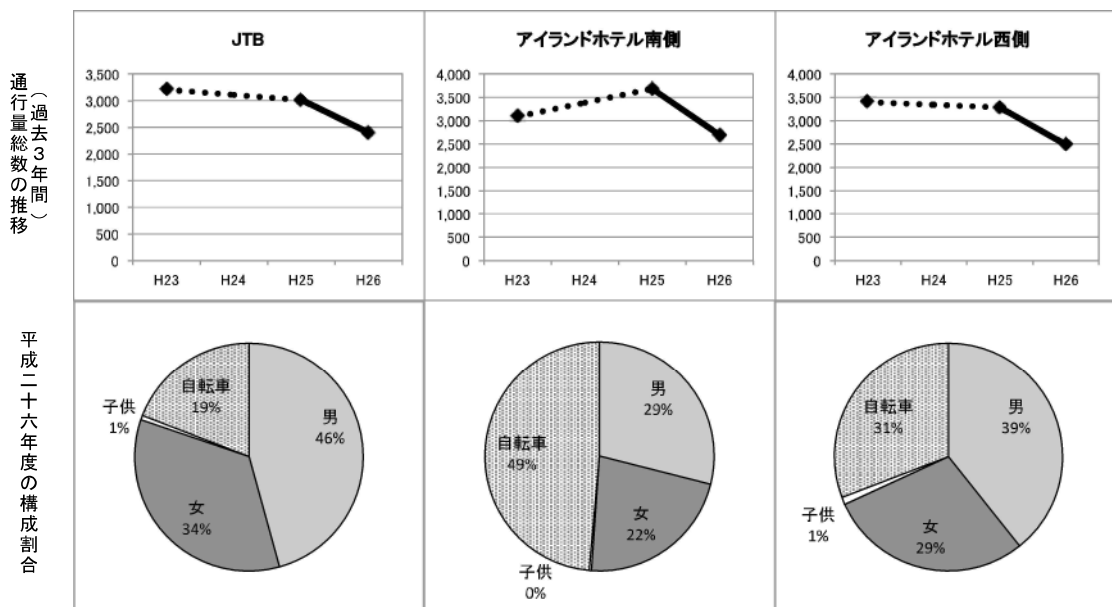 JTB
アイランドホテル南側
アイランドホテル西側
通行量総数の推移
（過去３年間）
3,500
3,000
2,500
2,000
1,500
1,000
500
0
H23 H24 H25 H26
4,000
3,500
3,000
2,500
2,000
1,500
1,000
500
0
H23 H24 H25 H26
4,000
3,500
3,000
2,500
2,000
1,500
1,000
500
0
H23 H24 H25 H26
平成二十六年度の構成割合
自転車
19%
子供
1%
男
46%
女
34%
男
29%
自転車
49%
女
22%
子供
0%
自転車
31%
男
39%
子供
1%
女
29%